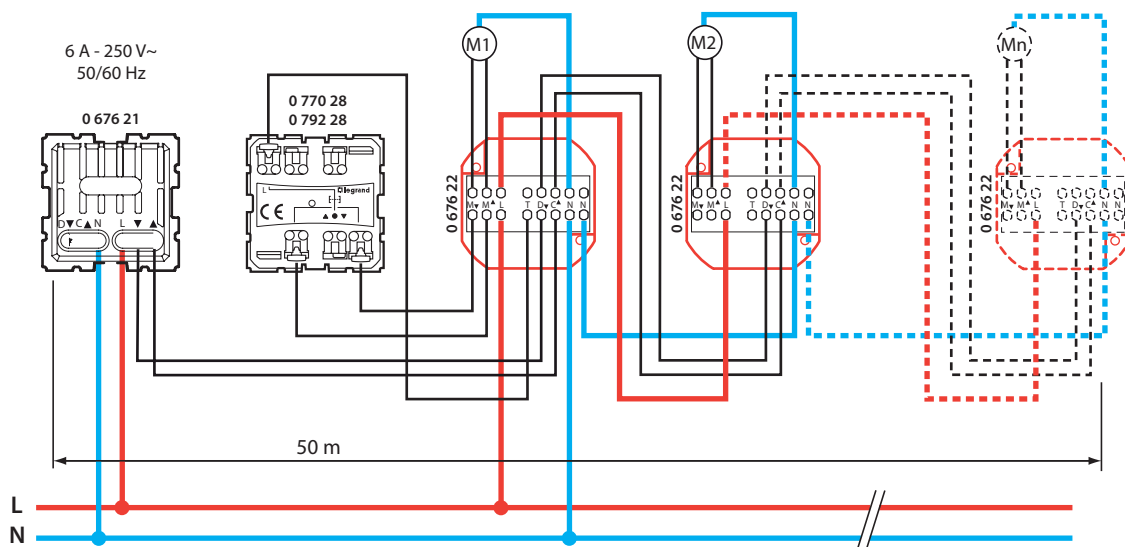 6 A - 250 V~
50/60 Hz
0 676 21
D▼C▲N L ▼ ▲
0 770 28
0 792 28
L
legrand
CE
▲ ● ▼
M1
0 676 22
M▼ M▲ L T D▼ C▲ N N
M2
0 676 22
M▼ M▲ L T D▼ C▲ N N
Mn
0 676 22
M▼ M▲ L T D▼ C▲ N N
50 m
L
N